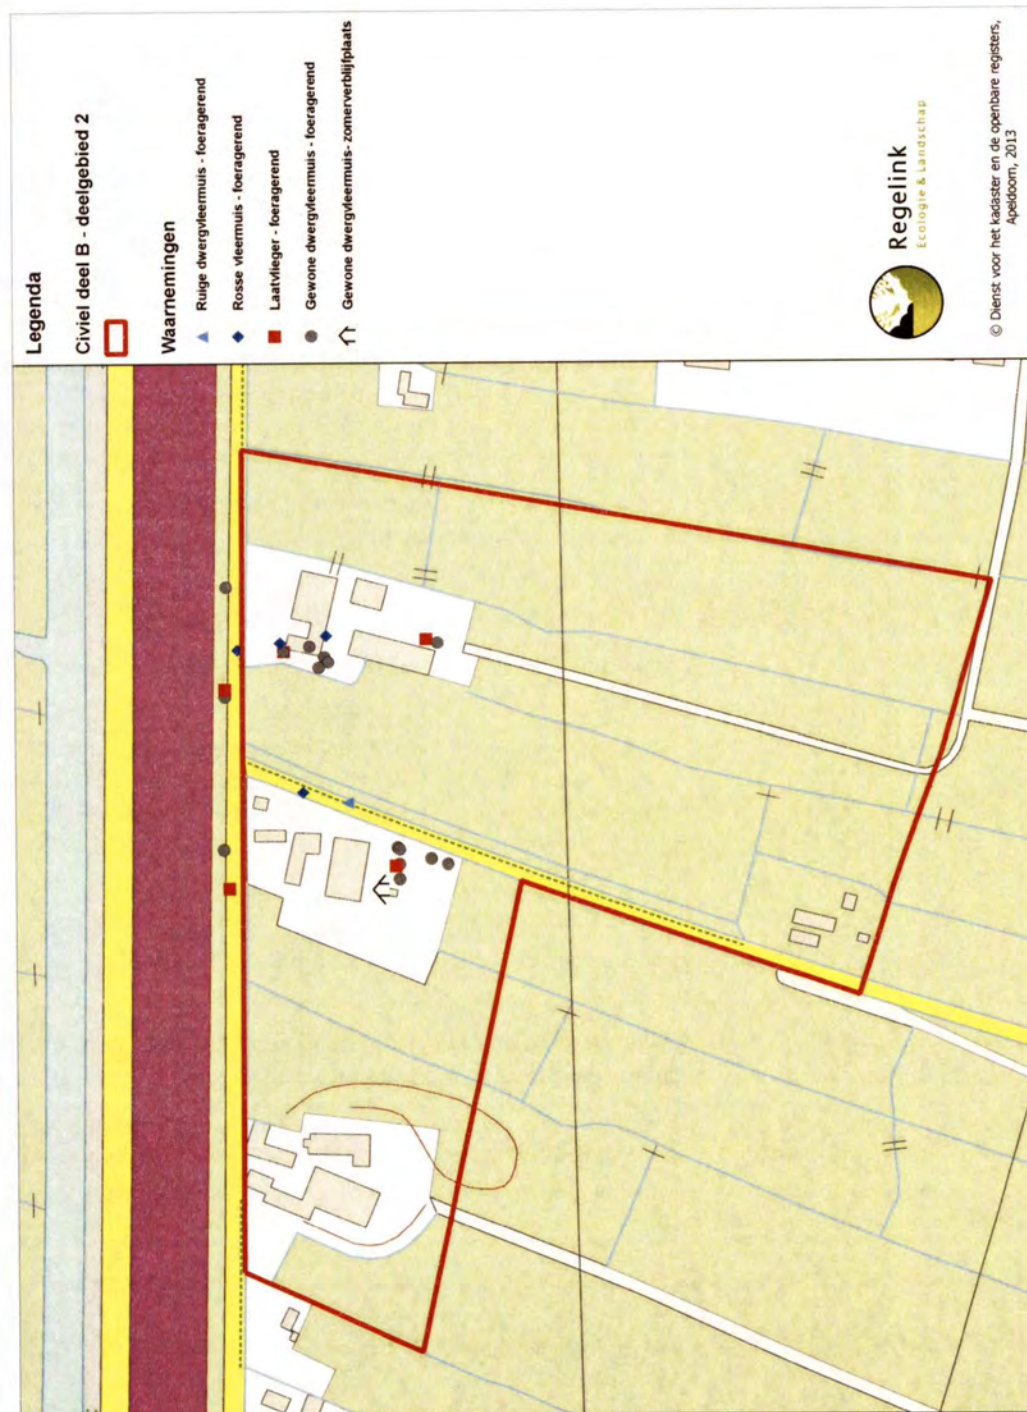 Legenda
Civiel deel B - deelgebied 2
Waarnemingen
Ruige dwergvleermuis - foeragerend
Rosse vleermuis - foeragerend
Laatvlieger - foeragerend
Gewone dwergvleermuis - foeragerend
Gewone dwergvleermuis- zomerverblijfplaats
Regelink
Ecologie & Landschap
© Dienst voor het kadaster en de openbare registers,
Apeldoorn, 2013